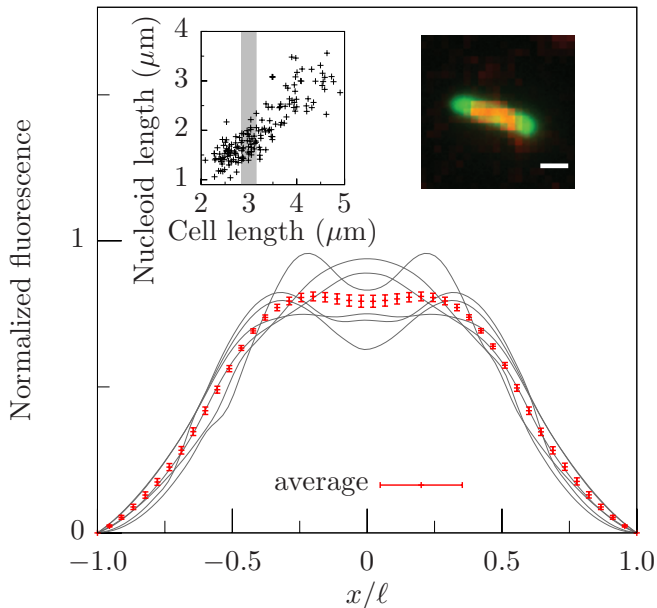 Nucleoid length (μm)
4
3
2
1
2 3 4 5
Cell length (μm)
Normalized fluorescence
1
0
average
−1.0 −0.5 0 0.5 1.0
x/ℓ